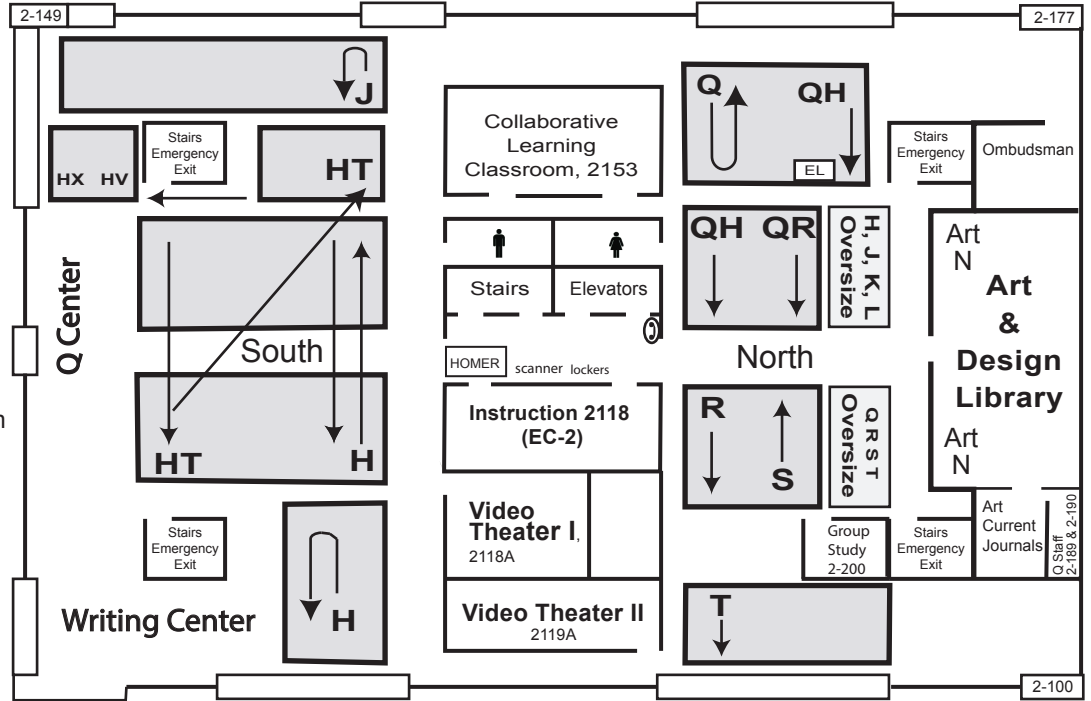 2-149
2-177
J
Q
QH
EL
Collaborative
Learning
Classroom, 2153
Stairs
Emergency
Exit
HX HV
HT
Stairs
Emergency
Exit
Ombudsman
QH QR
H, J, K, L
Oversize
Art
N
Art
&
Design
Library
Art
N
Stairs
Elevators
Q Center
South
North
HOMER
scanner lockers
Instruction 2118
(EC-2)
R
S
Q R S T
Oversize
HT
H
n
Video
Theater I,
2118A
Stairs
Emergency
Exit
Group
Study
2-200
Stairs
Emergency
Exit
Art
Current
Journals
Q Staff
2-189 & 2-190
Writing Center
H
Video Theater II
2119A
T
2-100